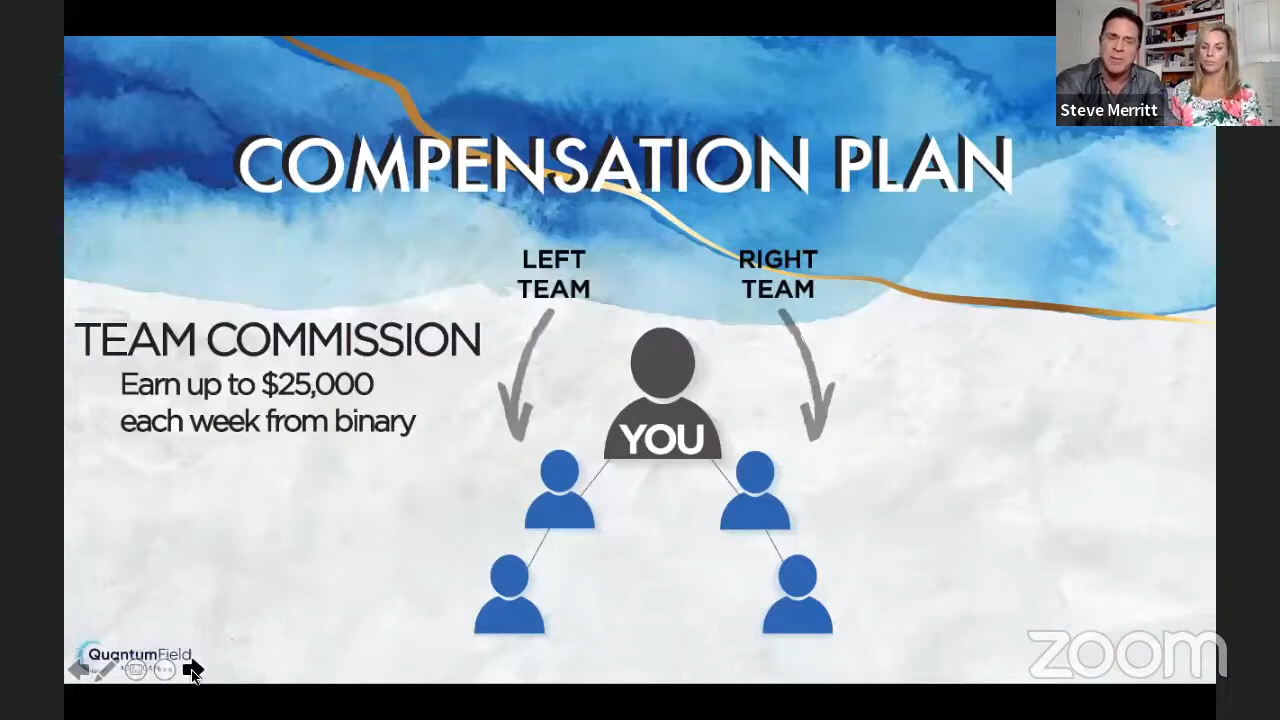 Steve Merritt
COMPENSATION PLAN
LEFT
TEAM
RIGHT
TEAM
TEAM COMMISSION
Earn up to $25,000
each week from binary
YOU
QuantumField
zoom